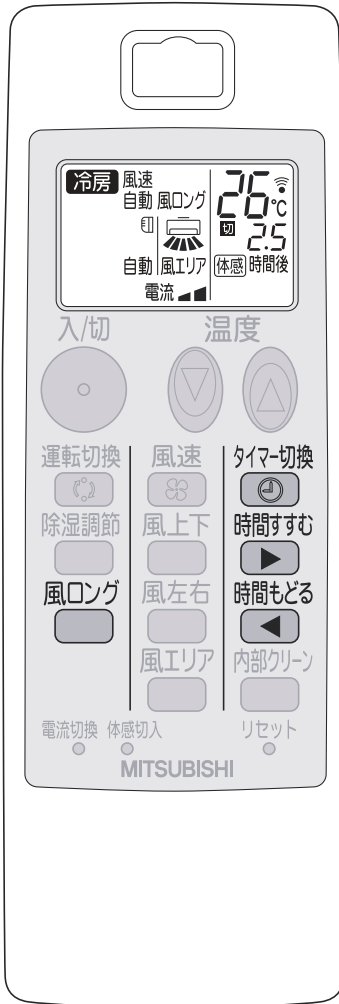 冷房 風速 26℃
自動 風ロング
切 2.5
自動 風エリア 体感 時間後
電流
入/切 温度
運転切換 風速 タイマー切換
除湿調節 風上下 時間すすむ
風ロング 風左右 時間もどる
風エリア 内部クリーン
電流切換 体感切入 リセット
MITSUBISHI